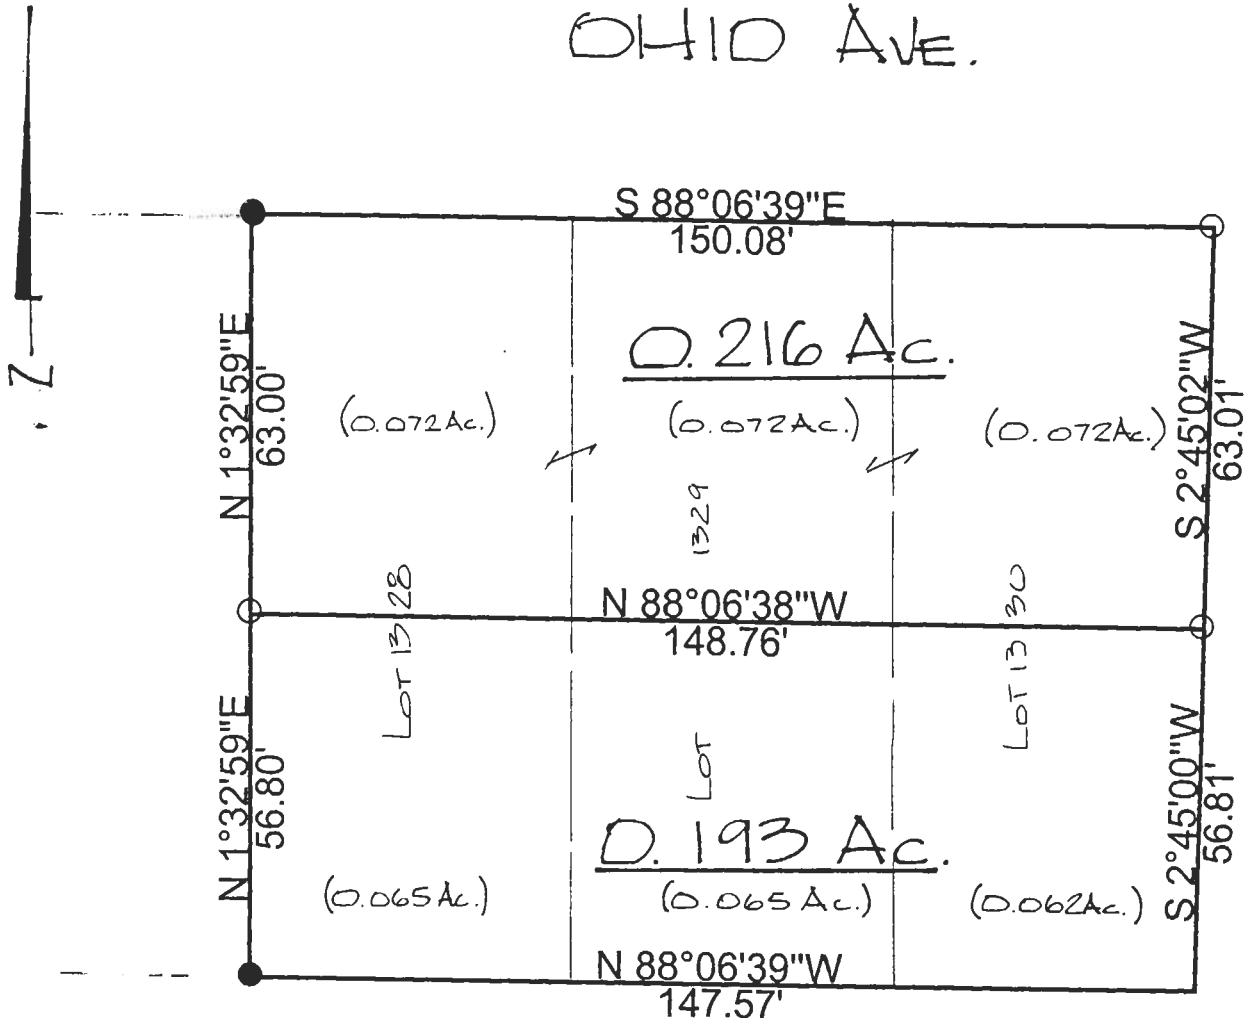 OHIO AVE.
S 88°06'39"E
150.08'
Z
N 1°32'59"E
63.00'
0.216 Ac.
S 2°45'02"W
63.01'
(0.072Ac.)
(0.072Ac.)
(0.072Ac.)
LOT 1328
LOT 1329
LOT 1330
N 88°06'38"W
148.76'
N 1°32'59"E
56.80'
0.193 Ac.
S 2°45'00"W
56.81'
(0.065Ac.)
(0.065Ac.)
(0.062Ac.)
N 88°06'39"W
147.57'